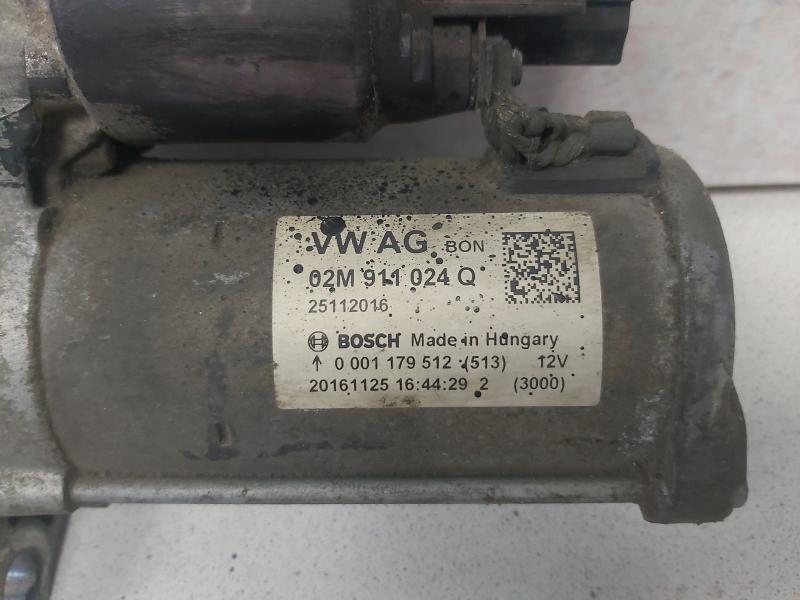 VW AG BON
02M 911 024 Q
25112016
BOSCH Made in Hungary
↑ 0 001 179 512 (513) 12V
20161125 16:44:29 2 (3000)